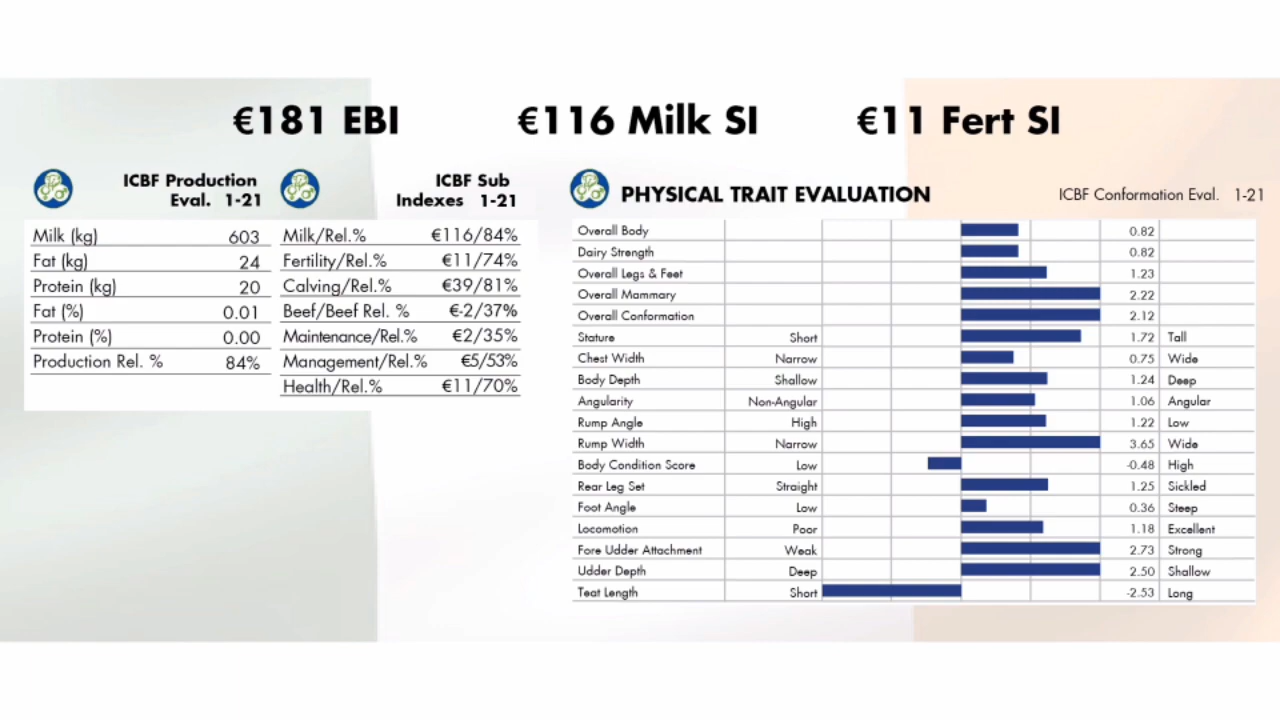 €181 EBI €116 Milk SI €11 Fert SI
ICBF Production
Eval. 1-21
Milk (kg) 603
Fat (kg) 24
Protein (kg) 20
Fat (%) 0.01
Protein (%) 0.00
Production Rel. % 84%
ICBF Sub
Indexes 1-21
Milk/Rel.% €116/84%
Fertility/Rel.% €11/74%
Calving/Rel.% €39/81%
Beef/Beef Rel. % €-2/37%
Maintenance/Rel.% €2/35%
Management/Rel.% €5/53%
Health/Rel.% €11/70%
PHYSICAL TRAIT EVALUATION ICBF Conformation Eval. 1-21
Overall Body 0.82
Dairy Strength 0.82
Overall Legs & Feet 1.23
Overall Mammary 2.22
Overall Conformation 2.12
Stature Short 1.72 Tall
Chest Width Narrow 0.75 Wide
Body Depth Shallow 1.24 Deep
Angularity Non-Angular 1.06 Angular
Rump Angle High 1.22 Low
Rump Width Narrow 3.65 Wide
Body Condition Score Low -0.48 High
Rear Leg Set Straight 1.25 Sickled
Foot Angle Low 0.36 Steep
Locomotion Poor 1.18 Excellent
Fore Udder Attachment Weak 2.73 Strong
Udder Depth Deep 2.50 Shallow
Teat Length Short -2.53 Long